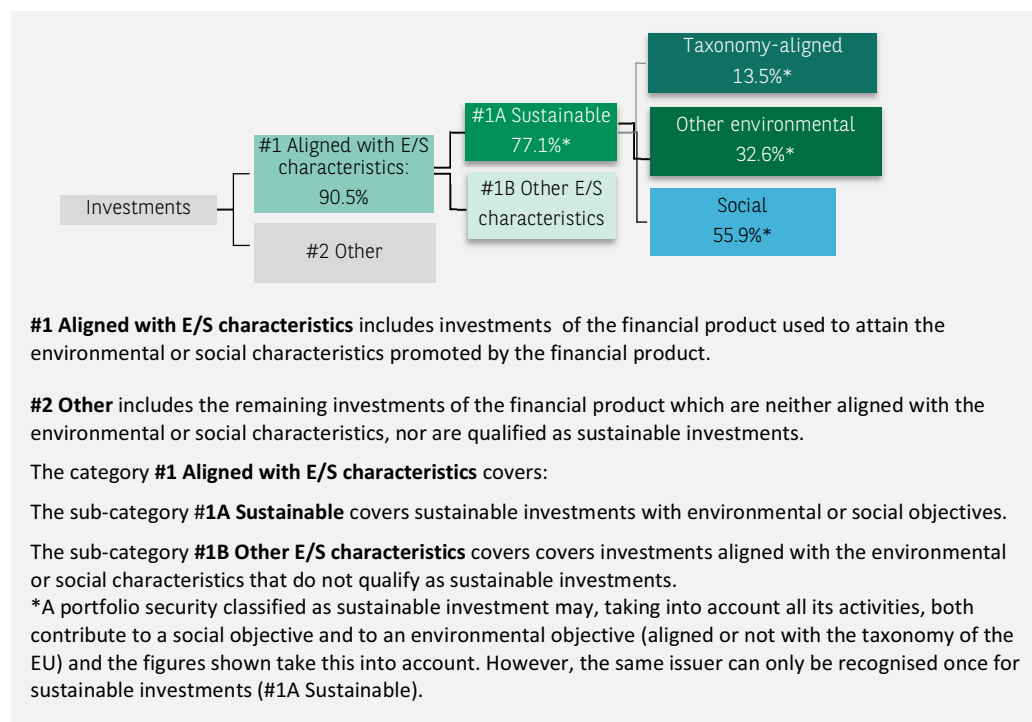 Taxonomy-aligned
13.5%*
#1A Sustainable
77.1%*
Other environmental
32.6%*
#1 Aligned with E/S
characteristics:
90.5%
#1B Other E/S
characteristics
Investments
Social
55.9%*
#2 Other
#1 Aligned with E/S characteristics includes investments of the financial product used to attain the
environmental or social characteristics promoted by the financial product.
#2 Other includes the remaining investments of the financial product which are neither aligned with the
environmental or social characteristics, nor are qualified as sustainable investments.
The category #1 Aligned with E/S characteristics covers:
The sub-category #1A Sustainable covers sustainable investments with environmental or social objectives.
The sub-category #1B Other E/S characteristics covers covers investments aligned with the environmental
or social characteristics that do not qualify as sustainable investments.
*A portfolio security classified as sustainable investment may, taking into account all its activities, both
contribute to a social objective and to an environmental objective (aligned or not with the taxonomy of the
EU) and the figures shown take this into account. However, the same issuer can only be recognised once for
sustainable investments (#1A Sustainable).